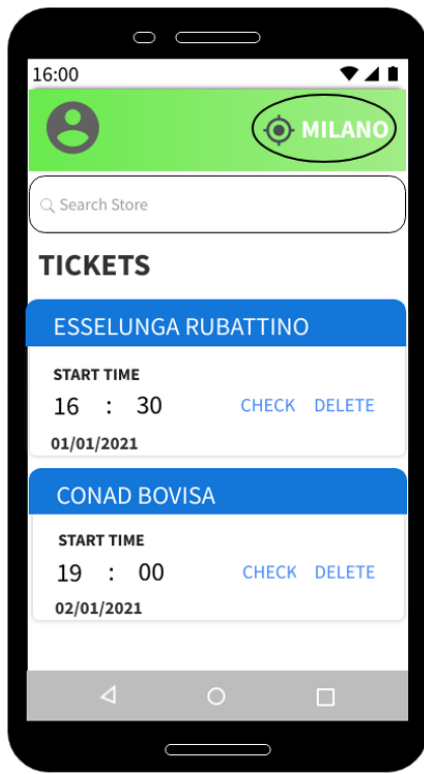 16:00
MILANO
Search Store
TICKETS
ESSELUNGA RUBATTINO
START TIME
16 : 30 CHECK DELETE
01/01/2021
CONAD BOVISA
START TIME
19 : 00 CHECK DELETE
02/01/2021